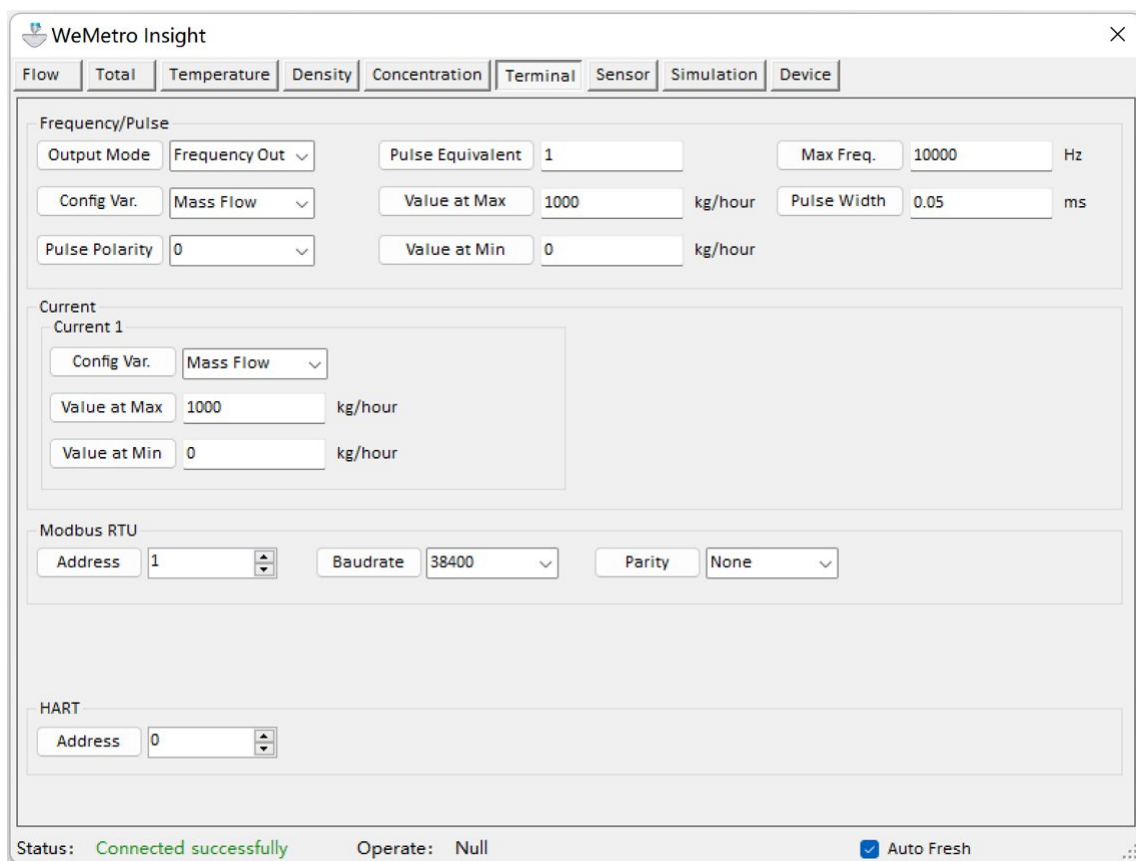 WeMetro Insight
Flow Total Temperature Density Concentration Terminal Sensor Simulation Device
Frequency/Pulse
Output Mode Frequency Out Pulse Equivalent 1 Max Freq. 10000 Hz
Config Var. Mass Flow Value at Max 1000 kg/hour Pulse Width 0.05 ms
Pulse Polarity 0 Value at Min 0 kg/hour
Current
Current 1
Config Var. Mass Flow
Value at Max 1000 kg/hour
Value at Min 0 kg/hour
Modbus RTU
Address 1 Baudrate 38400 Parity None
HART
Address 0
Status: Connected successfully Operate: Null Auto Fresh